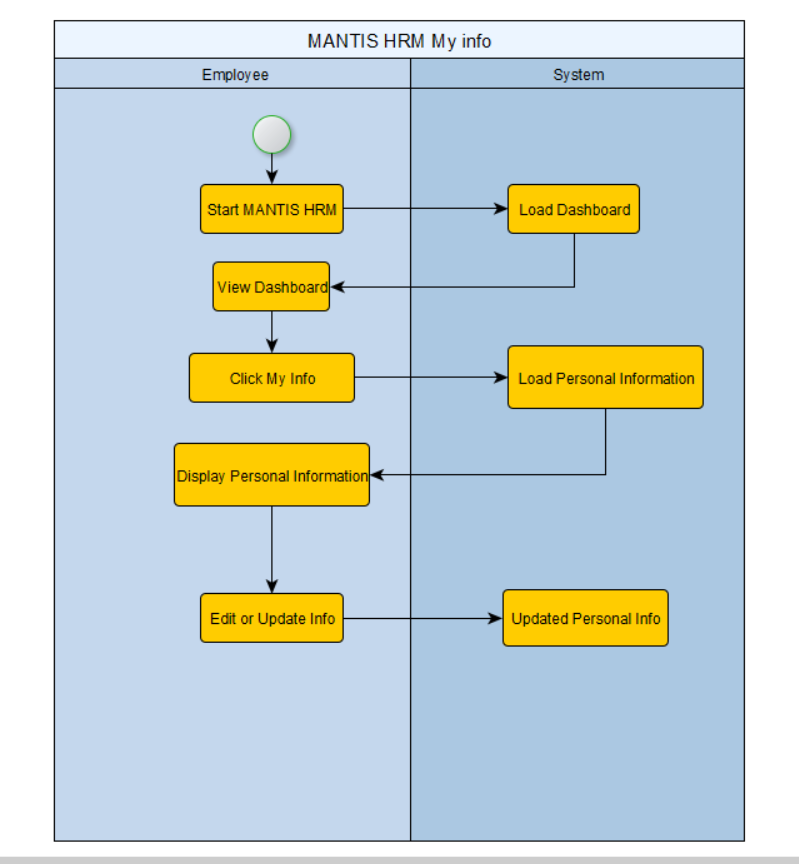 MANTIS HRM My info
Employee
System
Start MANTIS HRM
Load Dashboard
View Dashboard
Click My Info
Load Personal Information
Display Personal Information
Edit or Update Info
Updated Personal Info